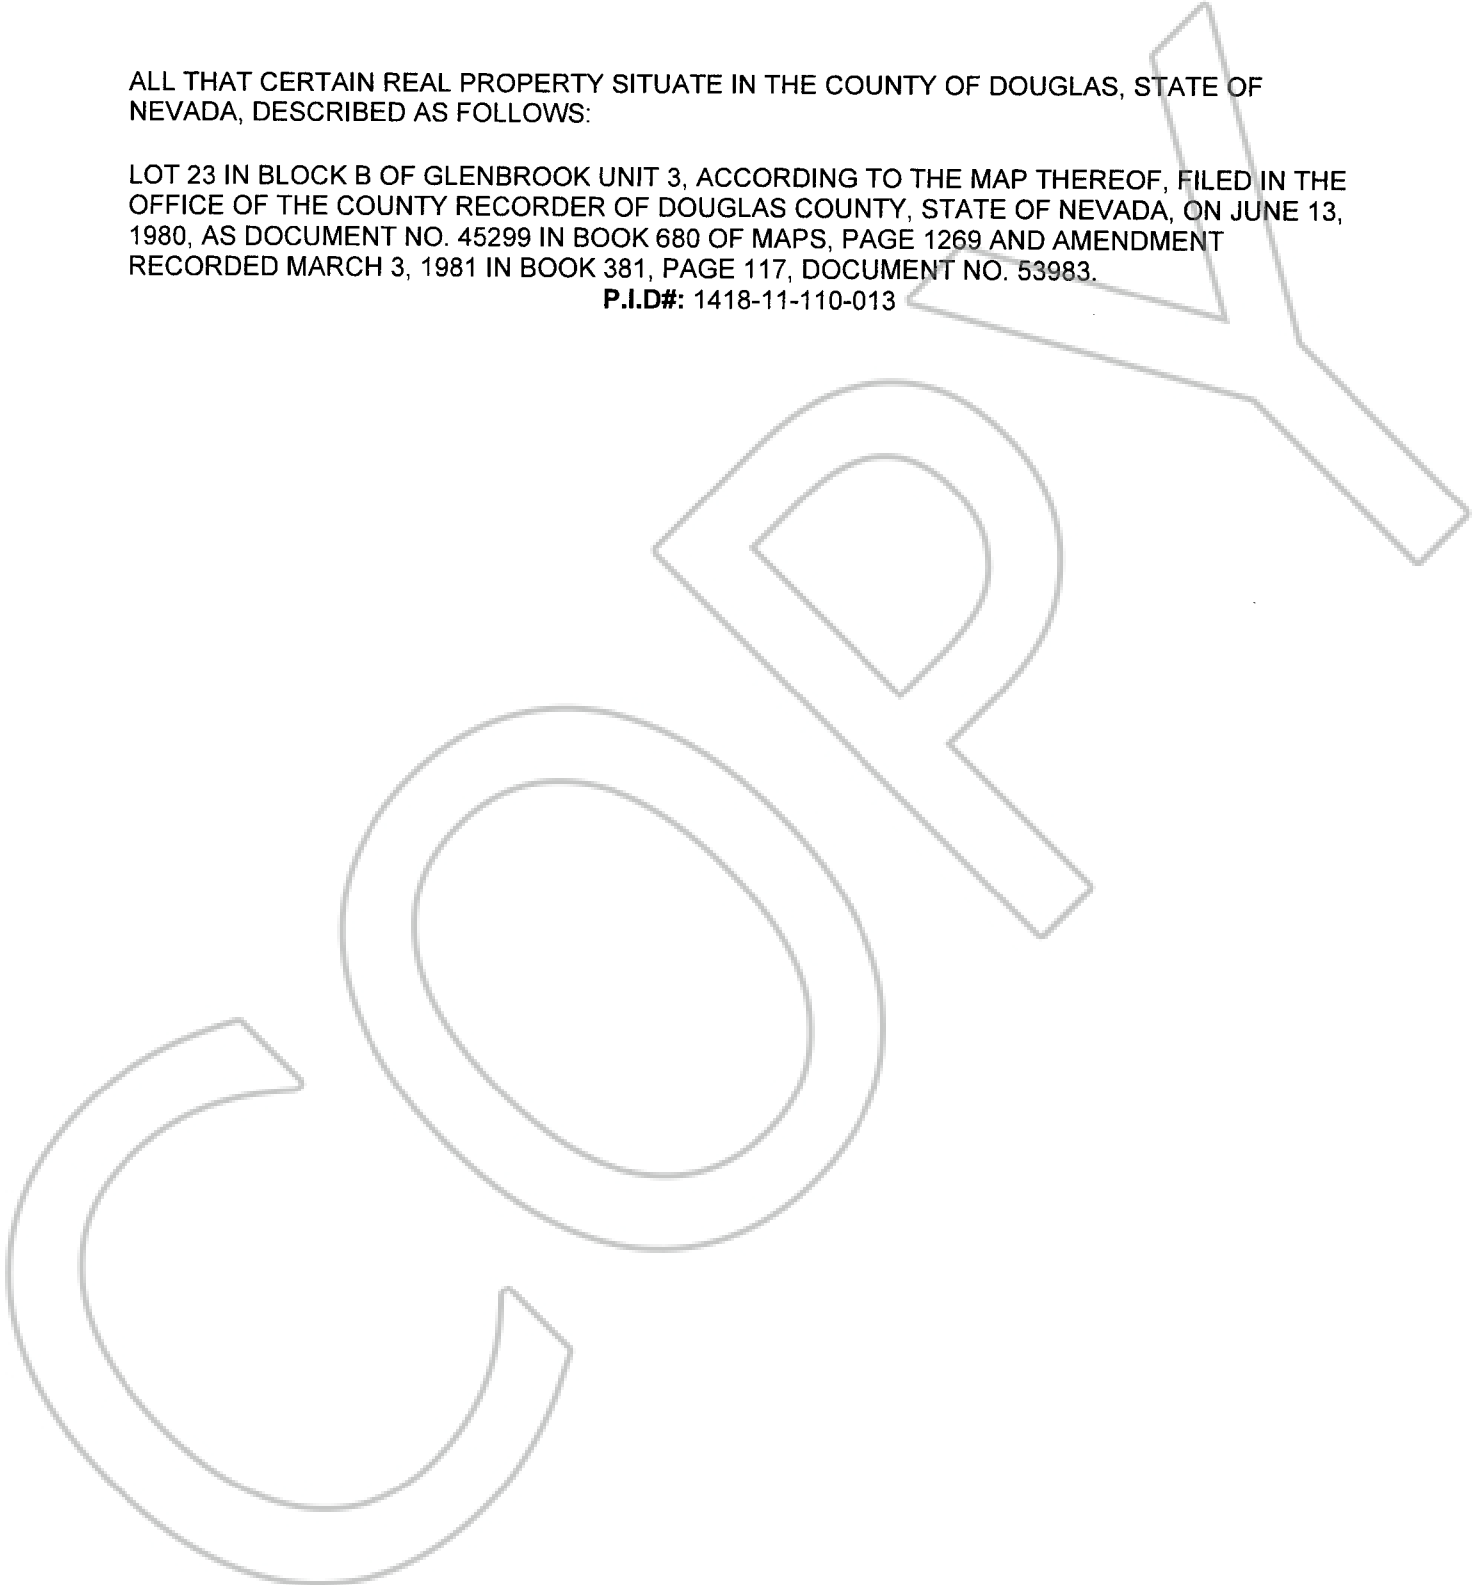 ALL THAT CERTAIN REAL PROPERTY SITUATE IN THE COUNTY OF DOUGLAS, STATE OF
NEVADA, DESCRIBED AS FOLLOWS:
LOT 23 IN BLOCK B OF GLENBROOK UNIT 3, ACCORDING TO THE MAP THEREOF, FILED IN THE
OFFICE OF THE COUNTY RECORDER OF DOUGLAS COUNTY, STATE OF NEVADA, ON JUNE 13,
1980, AS DOCUMENT NO. 45299 IN BOOK 680 OF MAPS, PAGE 1269 AND AMENDMENT
RECORDED MARCH 3, 1981 IN BOOK 381, PAGE 117, DOCUMENT NO. 53983.
P.I.D#: 1418-11-110-013
COPY